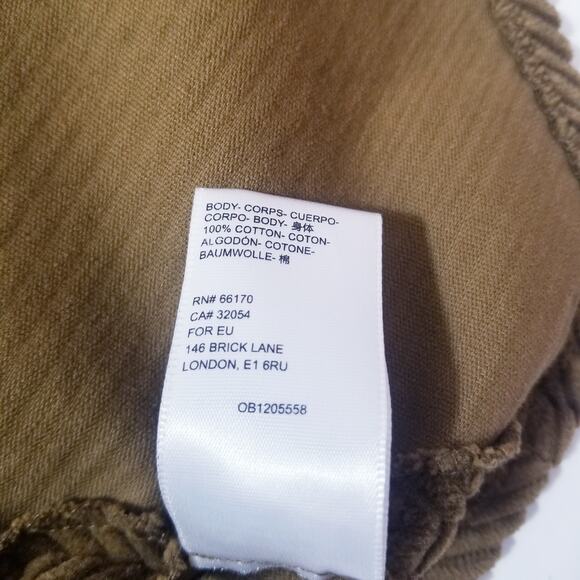 BODY- CORPS- CUERPO-
CORPO- BODY- 身体
100% COTTON- COTON-
ALGODÓN- COTONE-
BAUMWOLLE- 棉
RN# 66170
CA# 32054
FOR EU
146 BRICK LANE
LONDON, E1 6RU
OB1205558